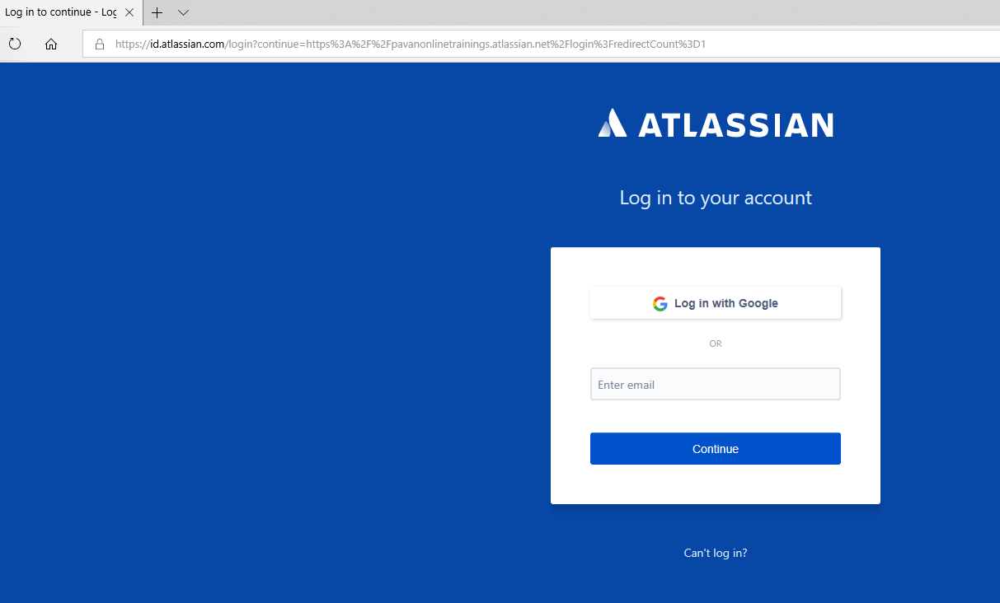 Log in to continue - Log
https://id.atlassian.com/login?continue=https%3A%2F%2Fpavanonlinetrainings.atlassian.net%2Flogin%3FredirectCount%3D1
ATLASSIAN
Log in to your account
Log in with Google
OR
Enter email
Continue
Can't log in?